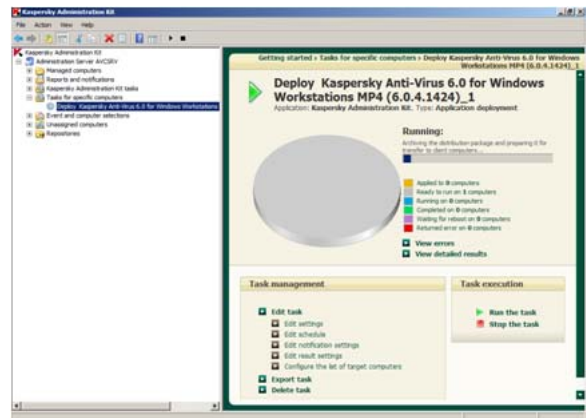 Kaspersky Administration Kit
File Action View Help
Kaspersky Administration Kit
Administration Server AVCSRV
Managed computers
Reports and notifications
Kaspersky Administration Kit tasks
Tasks for specific computers
Deploy Kaspersky Anti-Virus 6.0 for Windows Workstations
Event and computer selections
Unassigned computers
Repositories
Getting started › Tasks for specific computers › Deploy Kaspersky Anti-Virus 6.0 for Windows
Workstations MP4 (6.0.4.1424)_1
Deploy Kaspersky Anti-Virus 6.0 for Windows
Workstations MP4 (6.0.4.1424)_1
Application: Kaspersky Administration Kit. Type: Application deployment
Running:
Archiving the distribution package and preparing it for
transfer to client computers...
Applied to 0 computers
Ready to run on 1 computers
Running on 0 computers
Completed on 0 computers
Waiting for reboot on 0 computers
Returned error on 0 computers
View errors
View detailed results
Task management
Edit task
Edit settings
Edit schedule
Edit notification settings
Edit result settings
Configure the list of target computers
Export task
Delete task
Task execution
Run the task
Stop the task